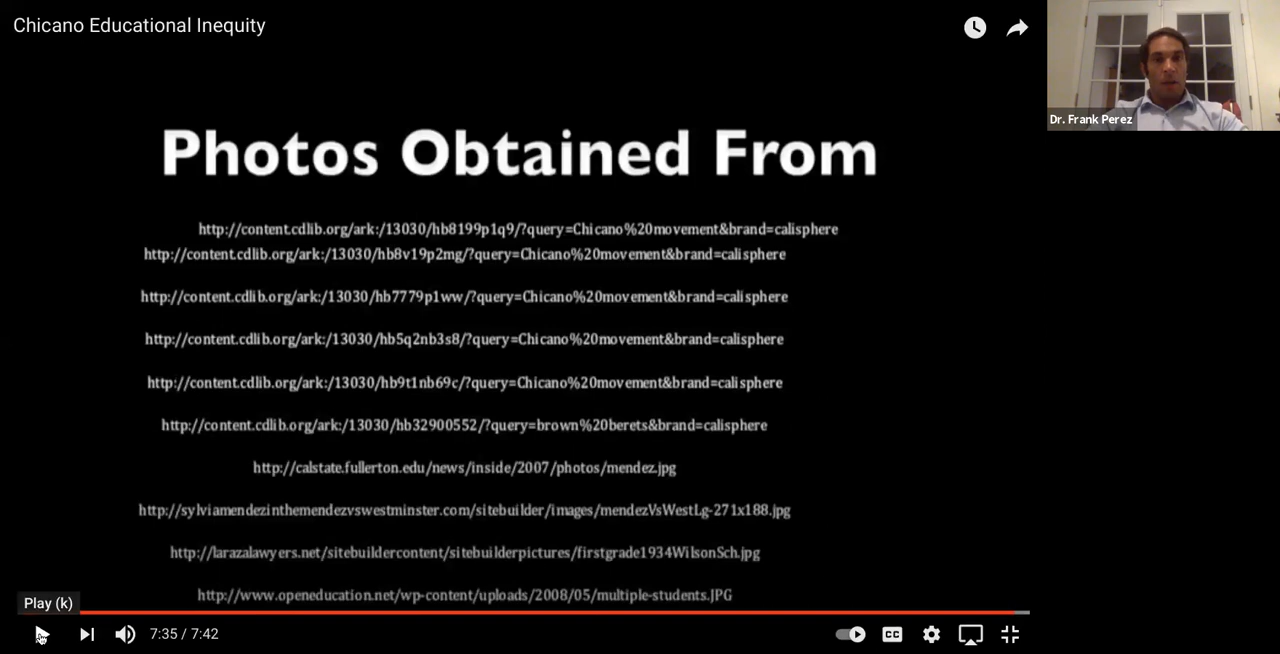 Chicano Educational Inequity
Dr. Frank Perez
Photos Obtained From
http://content.cdlib.org/ark:/13030/hb8199p1q9/?query=Chicano%20movement&brand=calisphere
http://content.cdlib.org/ark:/13030/hb8v19p2mg/?query=Chicano%20movement&brand=calisphere
http://content.cdlib.org/ark:/13030/hb7779p1ww/?query=Chicano%20movement&brand=calisphere
http://content.cdlib.org/ark:/13030/hb5q2nb3s8/?query=Chicano%20movement&brand=calisphere
http://content.cdlib.org/ark:/13030/hb9t1nb69c/?query=Chicano%20movement&brand=calisphere
http://content.cdlib.org/ark:/13030/hb32900552/?query=brown%20berets&brand=calisphere
http://calstate.fullerton.edu/news/inside/2007/photos/mendez.jpg
http://sylviamendezinthemendezvswestminster.com/sitebuilder/images/mendezVsWestLg-271x188.jpg
http://larazalawyers.net/sitebuildercontent/sitebuilderpictures/firstgrade1934WilsonSch.jpg
http://www.openeducation.net/wp-content/uploads/2008/05/multiple-students.JPG
Play (k)
7:35 / 7:42
CC